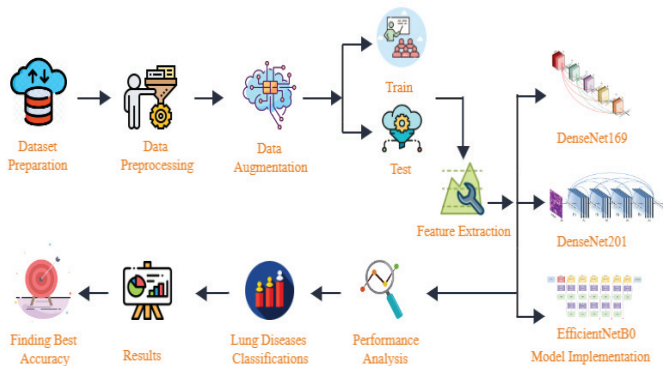 Train
DenseNet169
Dataset
Preparation
Data
Preprocessing
Data
Augmentation
Test
Feature Extraction
DenseNet201
EfficientNetB0
Finding Best
Accuracy
Results
Lung Diseases
Classifications
Performance
Analysis
Model Implementation